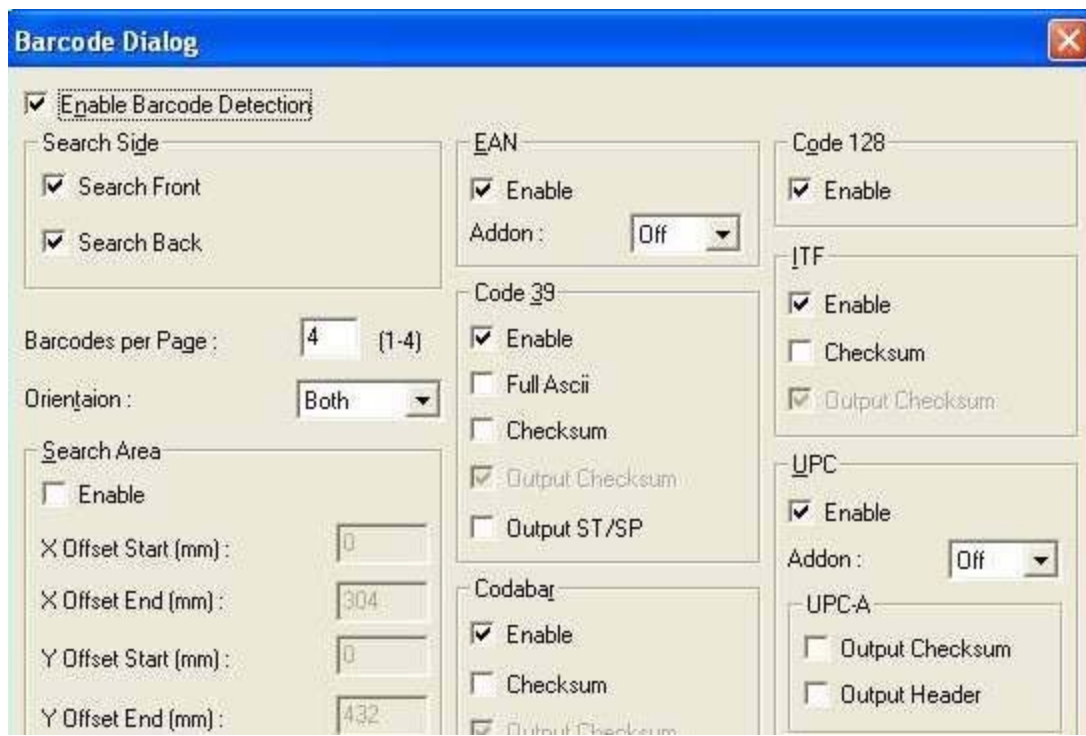 Barcode Dialog
Enable Barcode Detection
Search Side
Search Front
Search Back
Barcodes per Page : 4 (1-4)
Orientaion : Both
Search Area
Enable
X Offset Start (mm) : 0
X Offset End (mm) : 304
Y Offset Start (mm) : 0
Y Offset End (mm) : 432
EAN
Enable
Addon : Off
Code 39
Enable
Full Ascii
Checksum
Output Checksum
Output ST/SP
Codabar
Enable
Checksum
Output Checksum
Code 128
Enable
ITF
Enable
Checksum
Output Checksum
UPC
Enable
Addon : Off
UPC-A
Output Checksum
Output Header